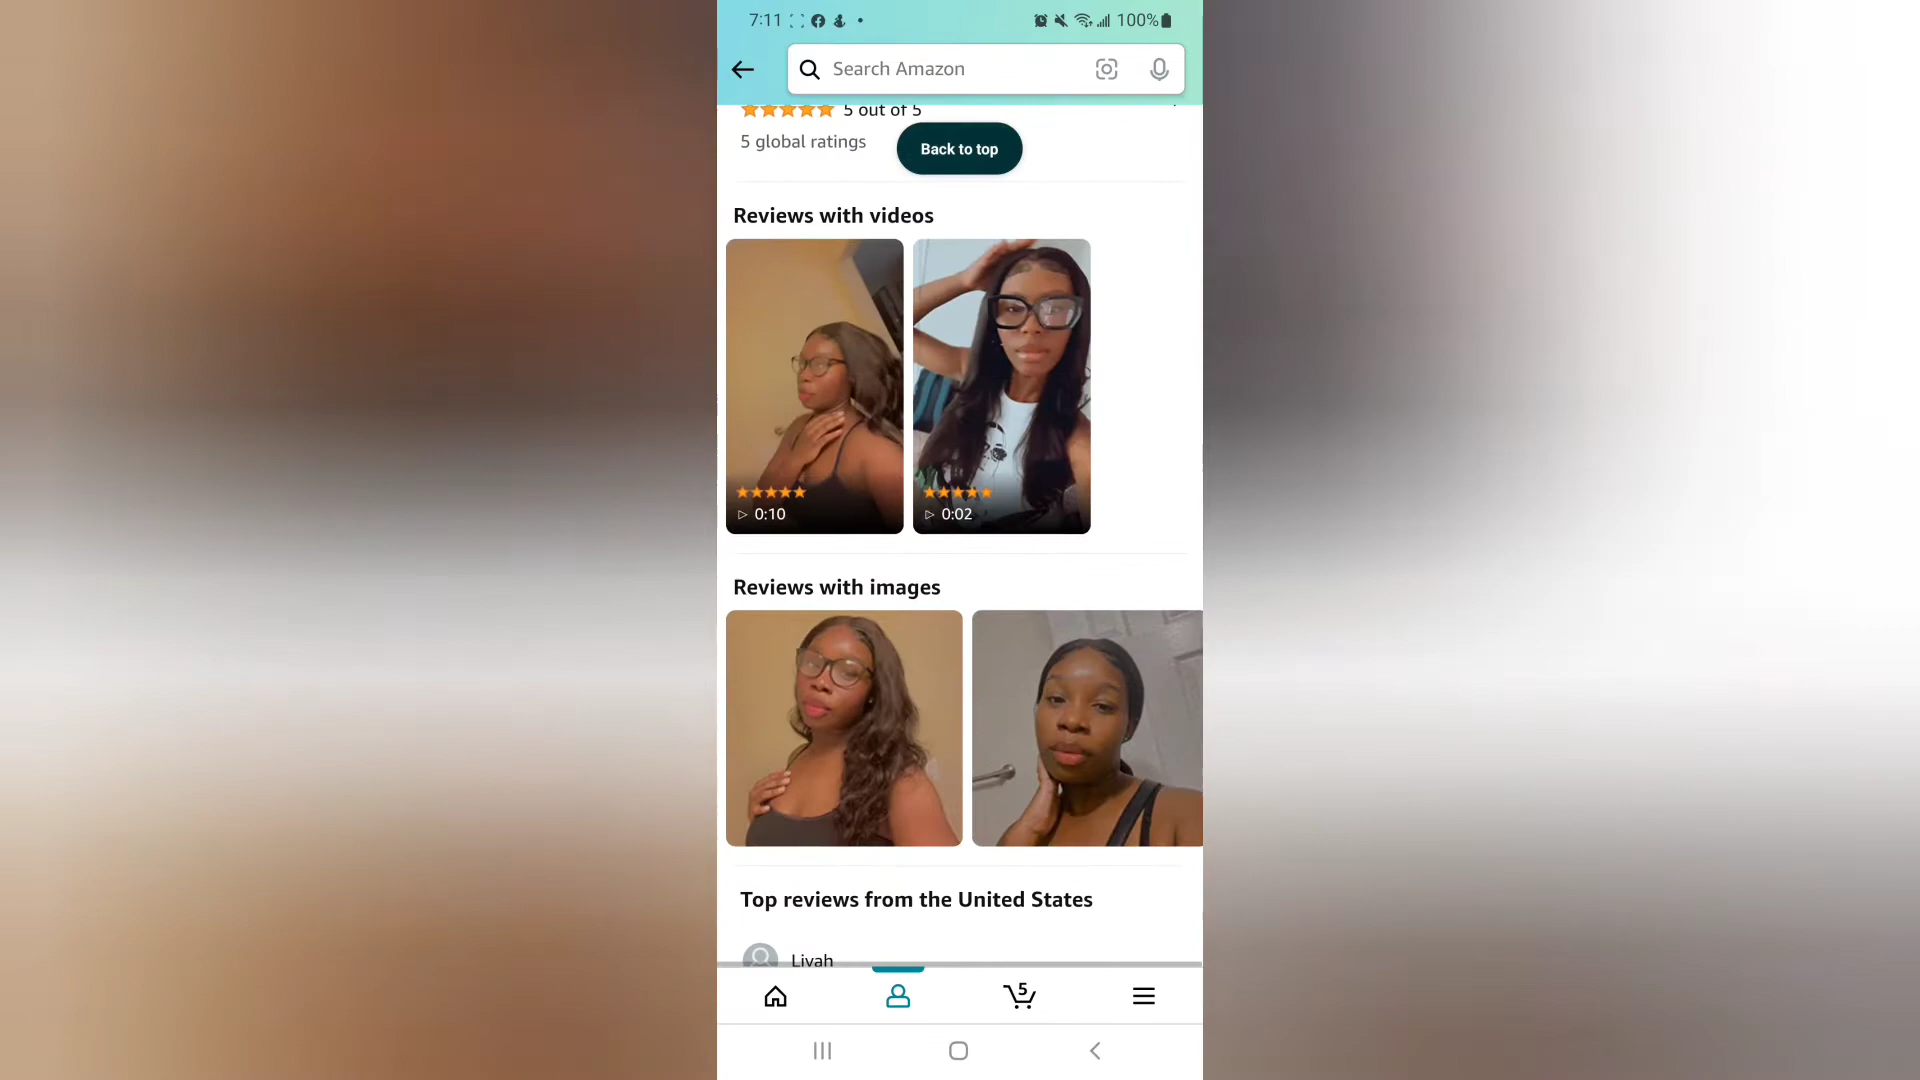 7:11
100%
Search Amazon
5 out of 5
5 global ratings
Back to top
Reviews with videos
0:10
0:02
Reviews with images
Top reviews from the United States
Livah
5